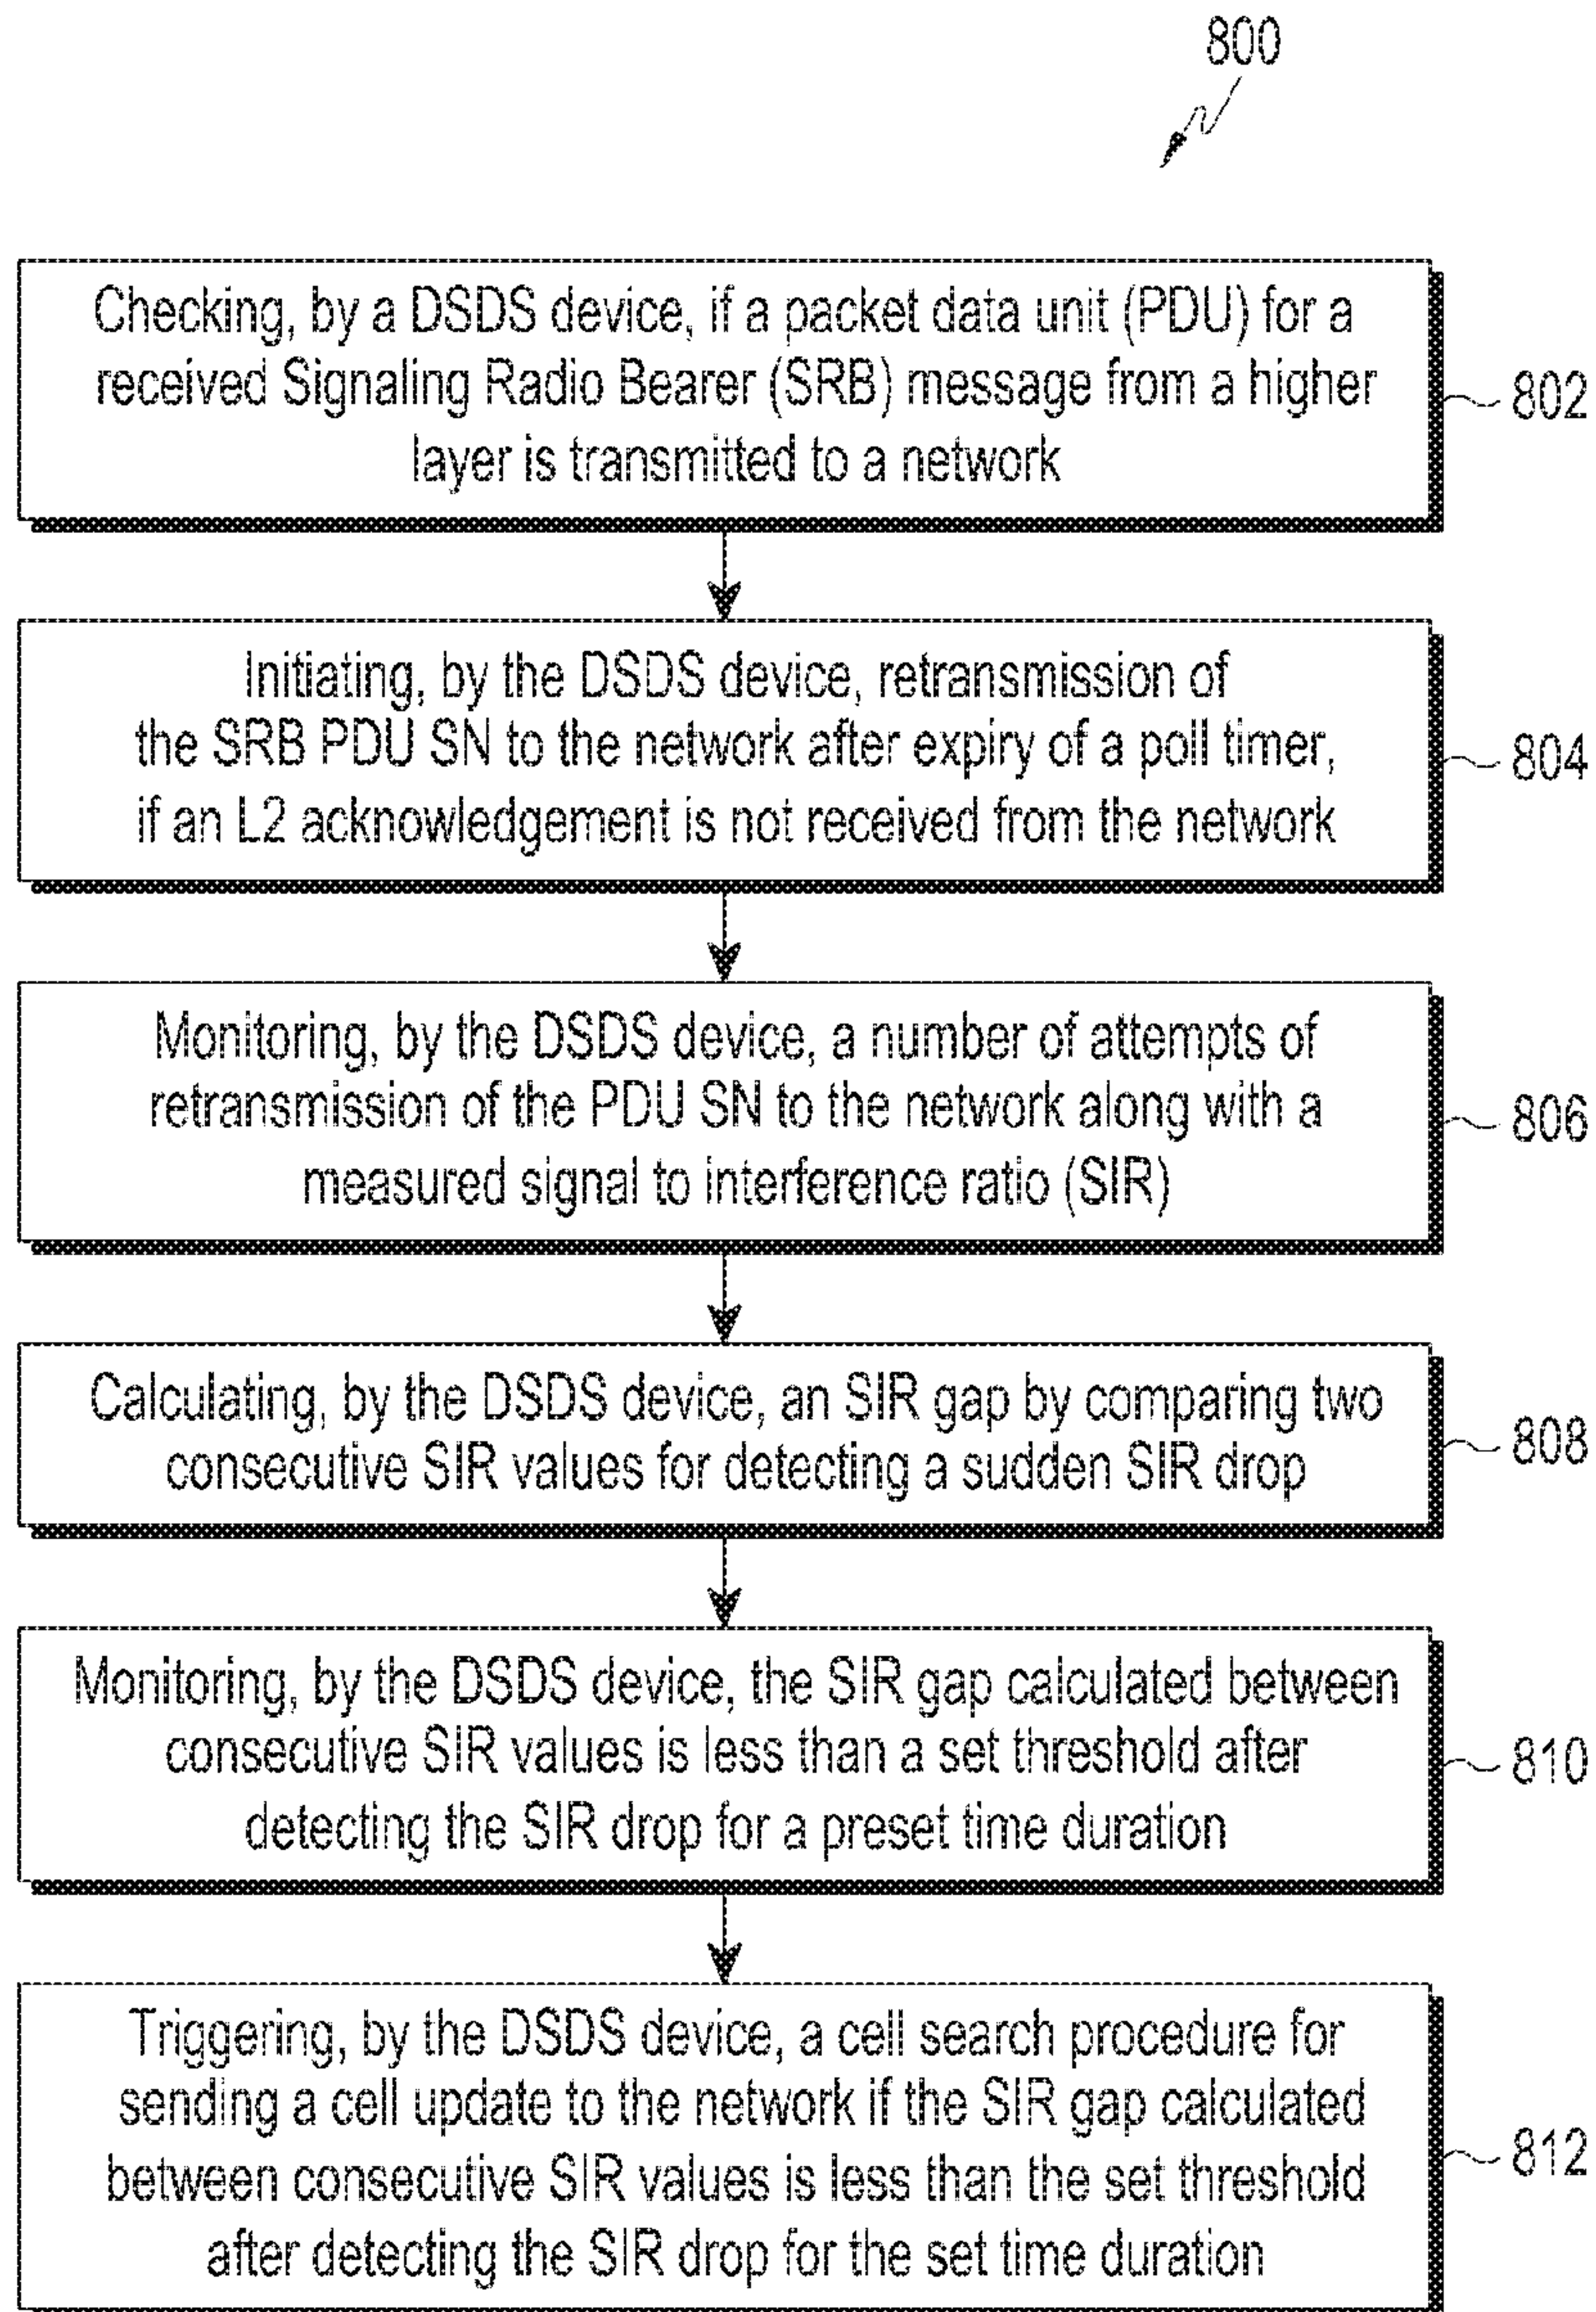 800
Checking, by a DSDS device, if a packet data unit (PDU) for a
received Signaling Radio Bearer (SRB) message from a higher
layer is transmitted to a network
802
Initiating, by the DSDS device, retransmission of
the SRB PDU SN to the network after expiry of a poll timer,
if an L2 acknowledgement is not received from the network
804
Monitoring, by the DSDS device, a number of attempts of
retransmission of the PDU SN to the network along with a
measured signal to interference ratio (SIR)
806
Calculating, by the DSDS device, an SIR gap by comparing two
consecutive SIR values for detecting a sudden SIR drop
808
Monitoring, by the DSDS device, the SIR gap calculated between
consecutive SIR values is less than a set threshold after
detecting the SIR drop for a preset time duration
810
Triggering, by the DSDS device, a cell search procedure for
sending a cell update to the network if the SIR gap calculated
between consecutive SIR values is less than the set threshold
after detecting the SIR drop for the set time duration
812